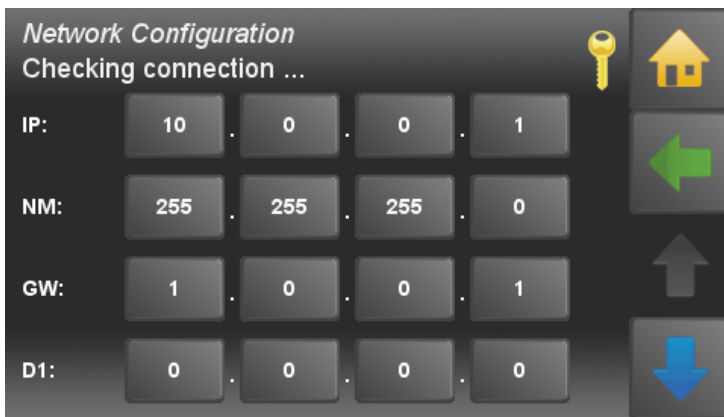 Network Configuration
Checking connection ...
IP: 10 . 0 . 0 . 1
NM: 255 . 255 . 255 . 0
GW: 1 . 0 . 0 . 1
D1: 0 . 0 . 0 . 0